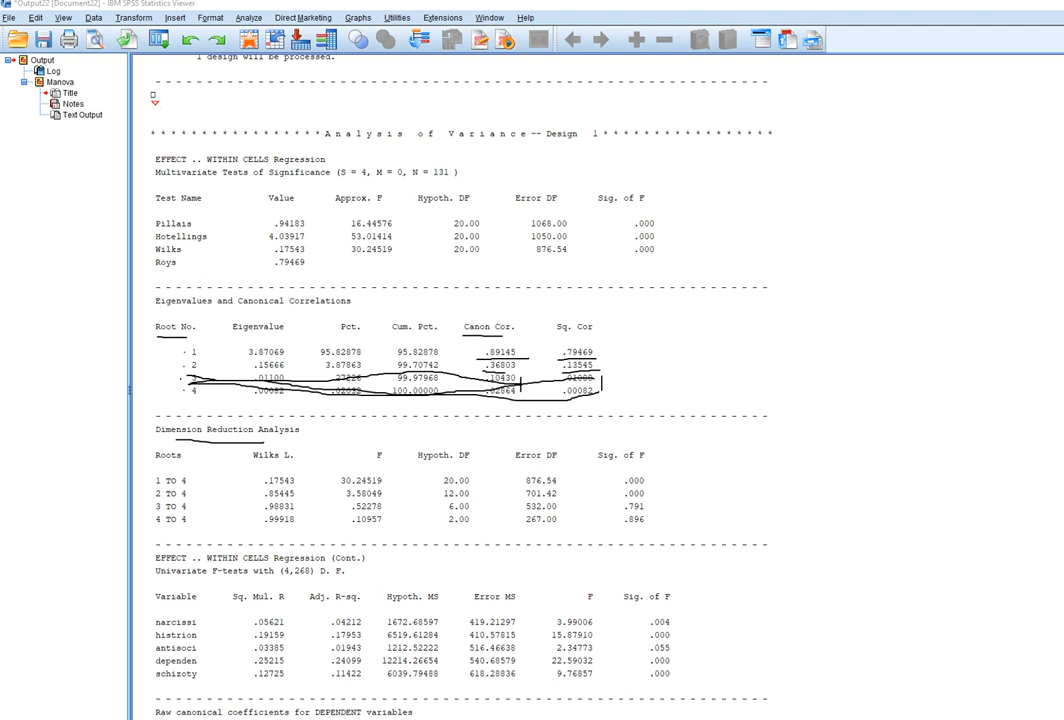 *Output22 [Document22] - IBM SPSS Statistics Viewer
File Edit View Data Transform Insert Format Analyze Direct Marketing Graphs Utilities Extensions Window Help
Output
Log
Manova
Title
Notes
Text Output
1 design will be processed.
- - - - - - - - - - - - - - - - - - - - - - - - - - - - - - - - - - - - - - - - - - - - - - - - - - - - -
* * * * * * * * * * * * * * * * * A n a l y s i s   o f   V a r i a n c e -- Design   1 * * * * * * * * * * * * * * * * *
EFFECT .. WITHIN CELLS Regression
Multivariate Tests of Significance (S = 4, M = 0, N = 131 )
Test Name Value Approx. F Hypoth. DF Error DF Sig. of F
Pillais .94183 16.44576 20.00 1068.00 .000
Hotellings 4.03917 53.01414 20.00 1050.00 .000
Wilks .17543 30.24519 20.00 876.54 .000
Roys .79469
- - - - - - - - - - - - - - - - - - - - - - - - - - - - - - - - - - - - - - - - - - - - - - - - - - - - -
Eigenvalues and Canonical Correlations
Root No. Eigenvalue Pct. Cum. Pct. Canon Cor. Sq. Cor
1 3.87069 95.82878 95.82878 .89145 .79469
2 .15666 3.87863 99.70742 .36803 .13545
3 .01100 99.97968 .10430
4 .00082 100.00000 .02864 .00082
- - - - - - - - - - - - - - - - - - - - - - - - - - - - - - - - - - - - - - - - - - - - - - - - - - - - -
Dimension Reduction Analysis
Roots Wilks L. F Hypoth. DF Error DF Sig. of F
1 TO 4 .17543 30.24519 20.00 876.54 .000
2 TO 4 .85445 3.58049 12.00 701.42 .000
3 TO 4 .98831 .52278 6.00 532.00 .791
4 TO 4 .99918 .10957 2.00 267.00 .896
- - - - - - - - - - - - - - - - - - - - - - - - - - - - - - - - - - - - - - - - - - - - - - - - - - - - -
EFFECT .. WITHIN CELLS Regression (Cont.)
Univariate F-tests with (4,268) D. F.
Variable Sq. Mul. R Adj. R-sq. Hypoth. MS Error MS F Sig. of F
narcissi .05621 .04212 1672.68597 419.21297 3.99006 .004
histrion .19159 .17953 6519.61284 410.57815 15.87910 .000
antisoci .03385 .01943 1212.52222 516.46638 2.34773 .055
dependen .25215 .24099 12214.26654 540.68579 22.59032 .000
schizoty .12725 .11422 6039.79488 618.28836 9.76857 .000
- - - - - - - - - - - - - - - - - - - - - - - - - - - - - - - - - - - - - - - - - - - - - - - - - - - - -
Raw canonical coefficients for DEPENDENT variables